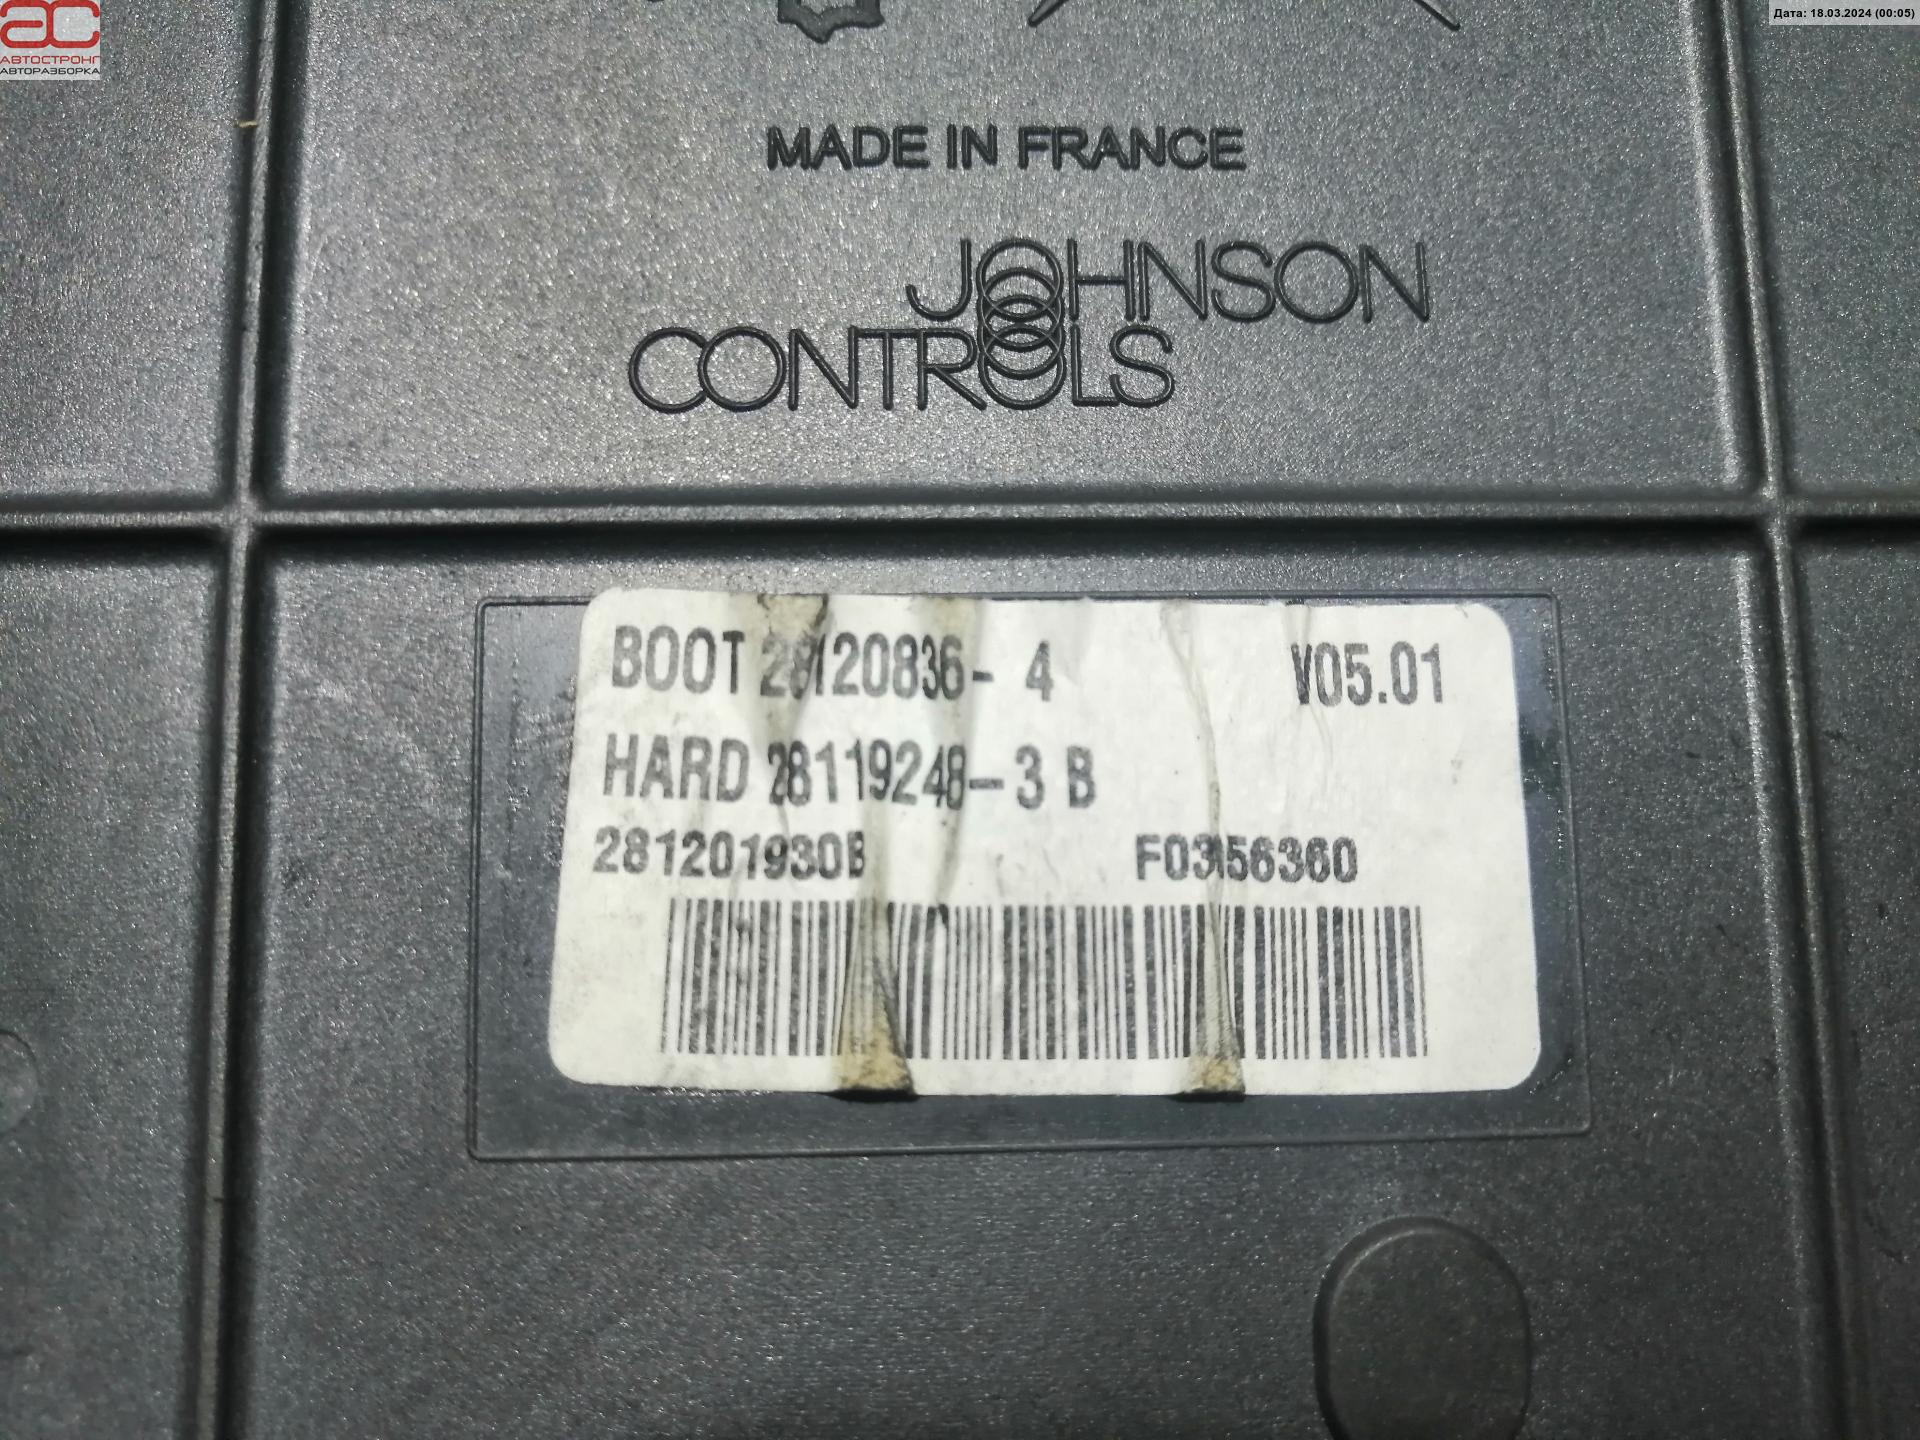 ac
АВТОСТРОНГ
АВТОРАЗБОРКА
Дата: 18.03.2024 (00:05)
MADE IN FRANCE
JOHNSON
CONTROLS
BOOT 28120836- 4 V05.01
HARD 28119248-3 B
281201930B F03156360